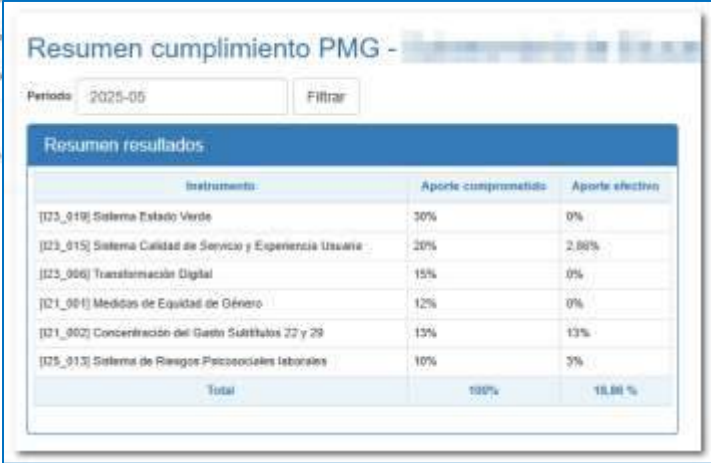 Resumen cumplimiento PMG -
Periodo 2025-05 Filtrar
Resumen resultados
Instrumento Aporte comprometido Aporte efectivo
[I23_019] Sistema Estado Verde 30% 0%
[I23_015] Sistema Calidad de Servicio y Experiencia Usuaria 20% 2,86%
[I23_006] Transformación Digital 15% 0%
[I21_001] Medidas de Equidad de Género 12% 0%
[I21_002] Concentración del Gasto Subtítulos 22 y 29 13% 13%
[I25_013] Sistema de Riesgos Psicosociales laborales 10% 3%
Total 100% 18,86 %